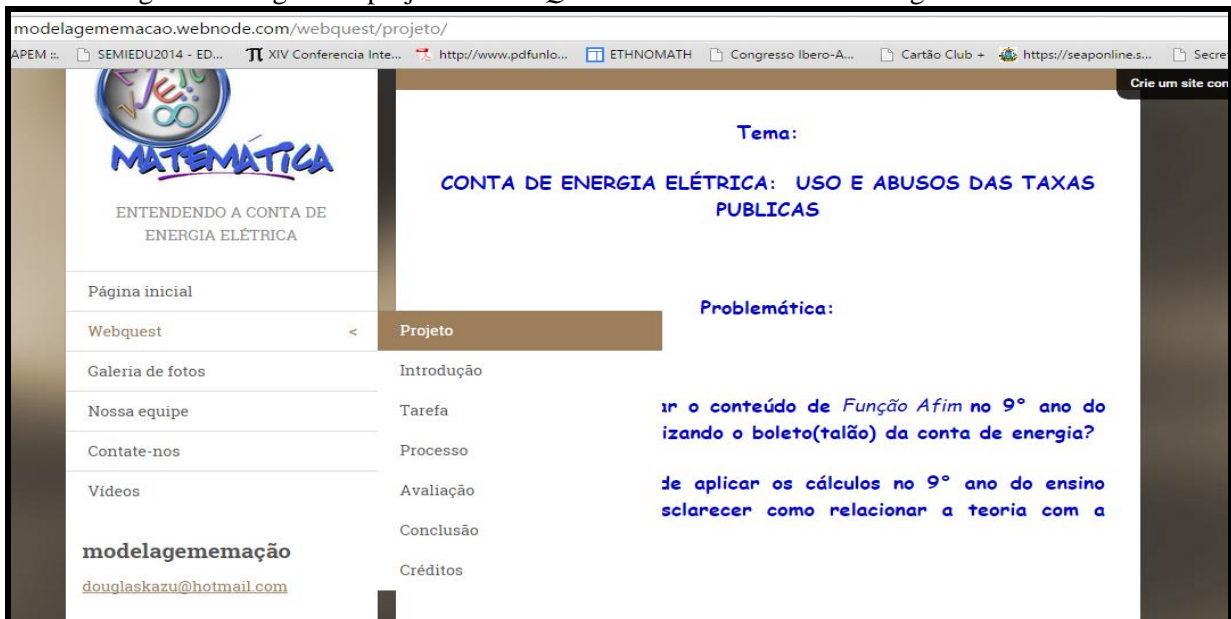 modelagememacao.webnode.com/webquest/projeto/
APEM ::. SEMIEDU2014 - ED... XIV Conferencia Inte... http://www.pdfunlo... ETHNOMATH Congresso Ibero-A... Cartão Club + https://seaponline.s... Secre
Crie um site con
MATEMÁTICA
ENTENDENDO A CONTA DE
ENERGIA ELÉTRICA
Página inicial
Webquest <
Galeria de fotos
Nossa equipe
Contate-nos
Vídeos
modelagememação
douglaskazu@hotmail.com
Projeto
Introdução
Tarefa
Processo
Avaliação
Conclusão
Créditos
Tema:
CONTA DE ENERGIA ELÉTRICA: USO E ABUSOS DAS TAXAS
PUBLICAS
Problemática:
ar o conteúdo de Função Afim no 9° ano do
izando o boleto(talão) da conta de energia?
de aplicar os cálculos no 9° ano do ensino
sclarecer como relacionar a teoria com a